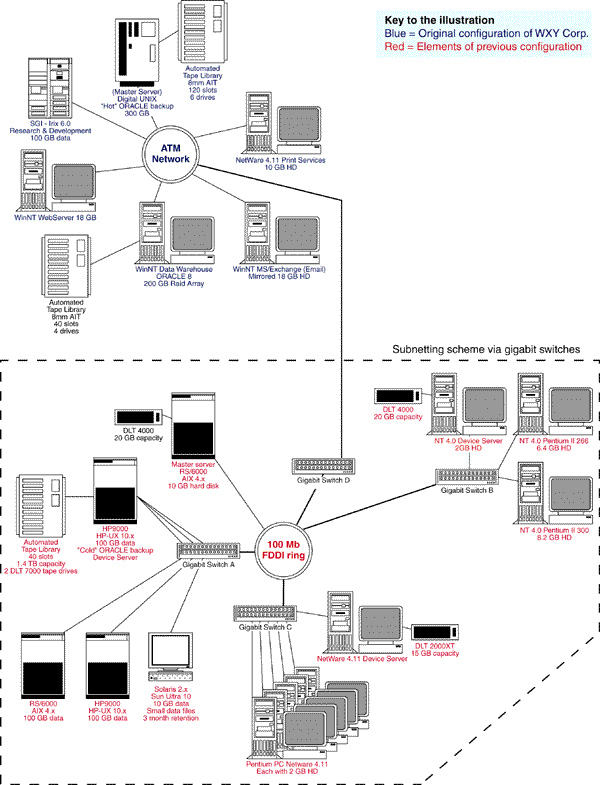 Key to the illustration
Blue = Original configuration of WXY Corp.
Red = Elements of previous configuration
Automated
Tape Library
8mm AIT
120 slots
6 drives
(Master Server)
Digital UNIX
"Hot" ORACLE backup
300 GB
SGI - Irix 6.0
Research & Development
100 GB data
ATM
Network
NetWare 4.11 Print Services
10 GB HD
WinNT WebServer 18 GB
WinNT Data Warehouse
ORACLE 8
200 GB Raid Array
WinNT MS/Exchange (Email)
Mirrored 18 GB HD
Automated
Tape Library
8mm AIT
40 slots
4 drives
Subnetting scheme via gigabit switches
DLT 4000
20 GB capacity
Master server
RS/6000
AIX 4.x
10 GB hard disk
DLT 4000
20 GB capacity
NT 4.0 Device Server
2GB HD
NT 4.0 Pentium II 266
6.4 GB HD
Gigabit Switch D
Gigabit Switch B
NT 4.0 Pentium II 300
8.2 GB HD
Automated
Tape Library
40 slots
1.4 TB capacity
2 DLT 7000 tape drives
HP9000
HP-UX 10.x
100 GB data
"Cold" ORACLE backup
Device Server
Gigabit Switch A
100 Mb
FDDI ring
Gigabit Switch C
NetWare 4.11 Device Server
DLT 2000XT
15 GB capacity
RS/6000
AIX 4.x
100 GB data
HP9000
HP-UX 10.x
100 GB data
Solaris 2.x
Sun Ultra 10
10 GB data
Small data files
3 month retention
Pentium PC Netware 4.11
Each with 2 GB HD